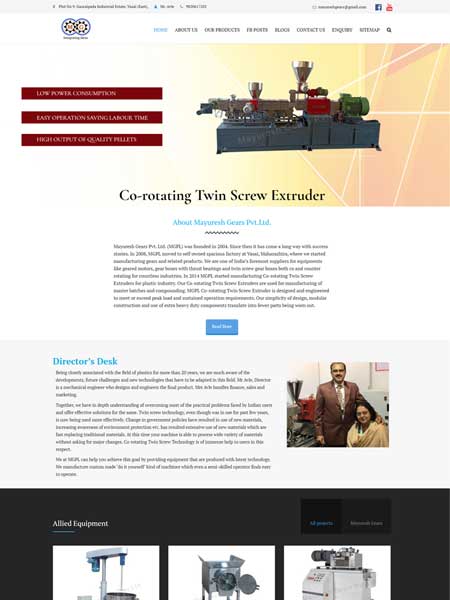 Plot No 9, Gauraipada Industrial Estate, Vasai (East), Mr. Arle
mayureshgears@gmail.com
HOME ABOUT US OUR PRODUCTS FB POSTS BLOGS CONTACT US ENQUIRY SITEMAP
LOW POWER CONSUMPTION
EASY OPERATION SAVING LABOUR TIME
HIGH OUTPUT OF QUALITY PELLETS
Co-rotating Twin Screw Extruder
About Mayuresh Gears Pvt.Ltd.
Mayuresh Gears Pvt. Ltd. (MGPL) was founded in 2004. Since then it has come a long way with success
stories. In 2008, MGPL moved to self owned spacious factory at Vasai, Maharashtra, where we started
manufacturing gears and related products. We are one of India's foremost suppliers for equipments
like geared motors, gear boxes with thrust bearings and twin screw gear boxes both co and counter
rotating for countless industries. In 2014 MGPL started manufacturing Co-rotating Twin Screw
Extruders for plastic industry. Our Co-rotating Twin Screw Extruders are used for manufacturing of
master batches and compounding. MGPL Co-rotating Twin Screw Extruder is designed and engineered
to meet or exceed peak load and sustained operation requirements. Our simplicity of design, modular
construction and use of extra heavy duty components translate into fewer parts being worn out.
Read More
Director's Desk
Being closely associated with the field of plastics for more than 20 years, we are much aware of the
developments, future challenges and new technologies that have to be adapted in this field. Mr Arle, Director
is a mechanical engineer who designs and engineers the final product. Mrs Arle handles finance, sales and
marketing.
Together, we have in depth understanding of overcoming most of the practical problems faced by Indian users
and offer effective solutions for the same. Twin screw technology, even though was in use for past few years,
is now being used more effectively. Change in government policies have resulted in use of new materials,
increasing awareness of environment protection etc. has resulted extensive use of new materials which are
fast replacing traditional materials. At this time your machine is able to process wide variety of materials
without asking for major changes. Co rotating Twin Screw Technology is of immense help to users in this
respect.
We at MGPL can help you achieve this goal by providing equipment that are produced with latest technology.
We manufacture custom made 'do it yourself' kind of machines which even a semi-skilled operator finds easy
to operate.
All projects Mayuresh Gears
Allied Equipment